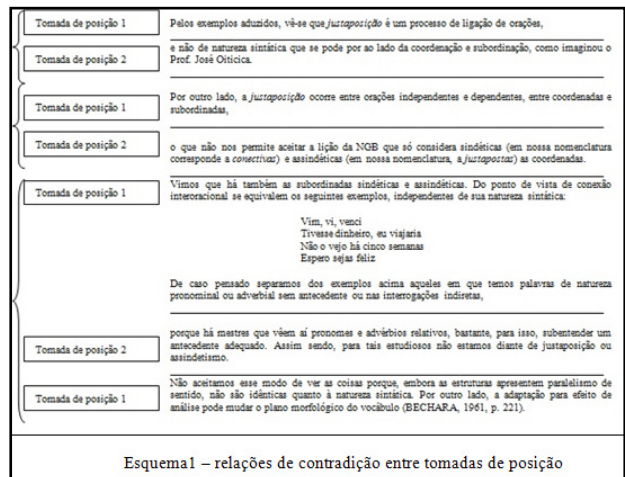 Tomada de posição 1
Pelos exemplos aduzidos, vê-se que justaposição é um processo de ligação de orações,
Tomada de posição 2
e não de natureza sintática que se pode por ao lado da coordenação e subordinação, como imaginou o
Prof. José Oiticica.
Tomada de posição 1
Por outro lado, a justaposição ocorre entre orações independentes e dependentes, entre coordenadas e
subordinadas,
Tomada de posição 2
o que não nos permite aceitar a lição da NGB que só considera sindéticas (em nossa nomenclatura
corresponde a conectivas) e assindéticas (em nossa nomenclatura, a justapostas) as coordenadas.
Tomada de posição 1
Vimos que há também as subordinadas sindéticas e assindéticas. Do ponto de vista de conexão
interoracional se equivalem os seguintes exemplos, independentes de sua natureza sintática:
Vim, vi, venci
Tivesse dinheiro, eu viajaria
Não o vejo há cinco semanas
Espero sejas feliz
De caso pensado separamos dos exemplos acima aqueles em que temos palavras de natureza
pronominal ou adverbial sem antecedente ou nas interrogações indiretas,
Tomada de posição 2
porque há mestres que vêem aí pronomes e advérbios relativos, bastante, para isso, subentender um
antecedente adequado. Assim sendo, para tais estudiosos não estamos diante de justaposição ou
assindetismo.
Tomada de posição 1
Não aceitamos esse modo de ver as coisas porque, embora as estruturas apresentem paralelismo de
sentido, não são idênticas quanto à natureza sintática. Por outro lado, a adaptação para efeito de
análise pode mudar o plano morfológico do vocábulo (BECHARA, 1961, p. 221).
Esquema1 – relações de contradição entre tomadas de posição